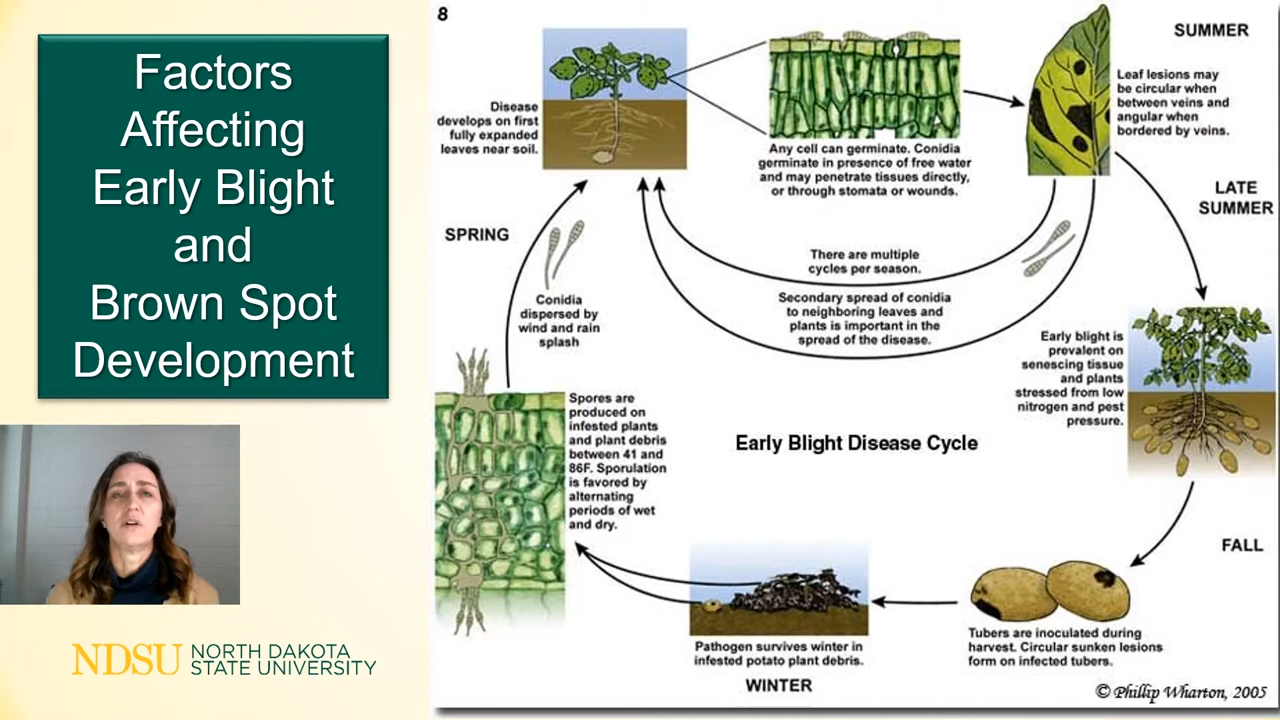 Factors
Affecting
Early Blight
and
Brown Spot
Development
NDSU NORTH DAKOTA
STATE UNIVERSITY
8
Disease
develops on first
fully expanded
leaves near soil.
Any cell can germinate. Conidia
germinate in presence of free water
and may penetrate tissues directly,
or through stomata or wounds.
SUMMER
Leaf lesions may
be circular when
between veins and
angular when
bordered by veins.
LATE
SUMMER
SPRING
Conidia
dispersed by
wind and rain
splash
There are multiple
cycles per season.
Secondary spread of conidia
to neighboring leaves and
plants is important in the
spread of the disease.
Early blight is
prevalent on
senescing tissue
and plants
stressed from low
nitrogen and pest
pressure.
Spores are
produced on
infested plants
and plant debris
between 41 and
86F. Sporulation
is favored by
alternating
periods of wet
and dry.
Early Blight Disease Cycle
FALL
Tubers are inoculated during
harvest. Circular sunken lesions
form on infected tubers.
Pathogen survives winter in
infested potato plant debris.
WINTER
© Phillip Wharton, 2005